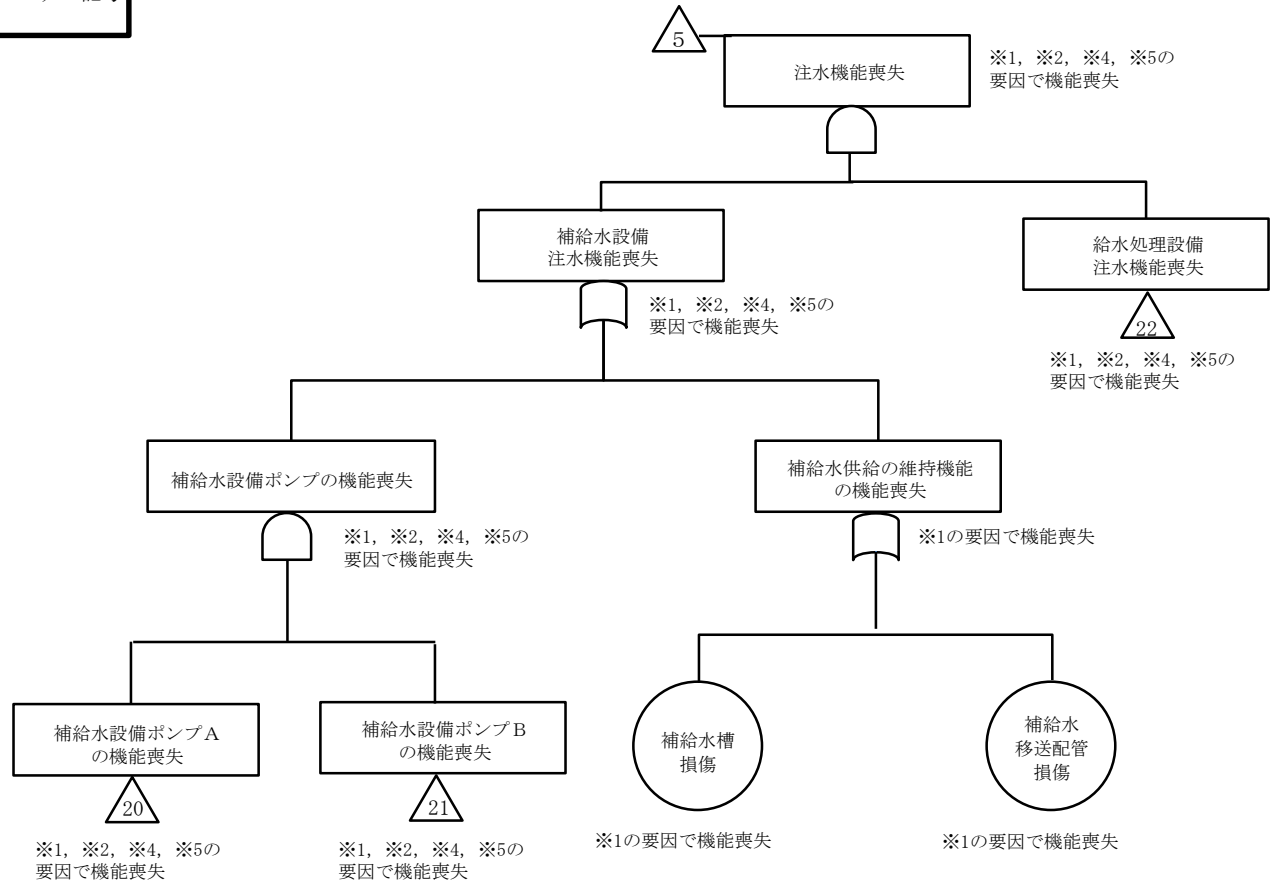 5
注水機能喪失
※1, ※2, ※4, ※5の
要因で機能喪失
補給水設備
注水機能喪失
※1, ※2, ※4, ※5の
要因で機能喪失
給水処理設備
注水機能喪失
22
※1, ※2, ※4, ※5の
要因で機能喪失
補給水設備ポンプの機能喪失
※1, ※2, ※4, ※5の
要因で機能喪失
補給水供給の維持機能
の機能喪失
※1の要因で機能喪失
補給水設備ポンプA
の機能喪失
20
※1, ※2, ※4, ※5の
要因で機能喪失
補給水設備ポンプB
の機能喪失
21
※1, ※2, ※4, ※5の
要因で機能喪失
補給水槽
損傷
※1の要因で機能喪失
補給水
移送配管
損傷
※1の要因で機能喪失